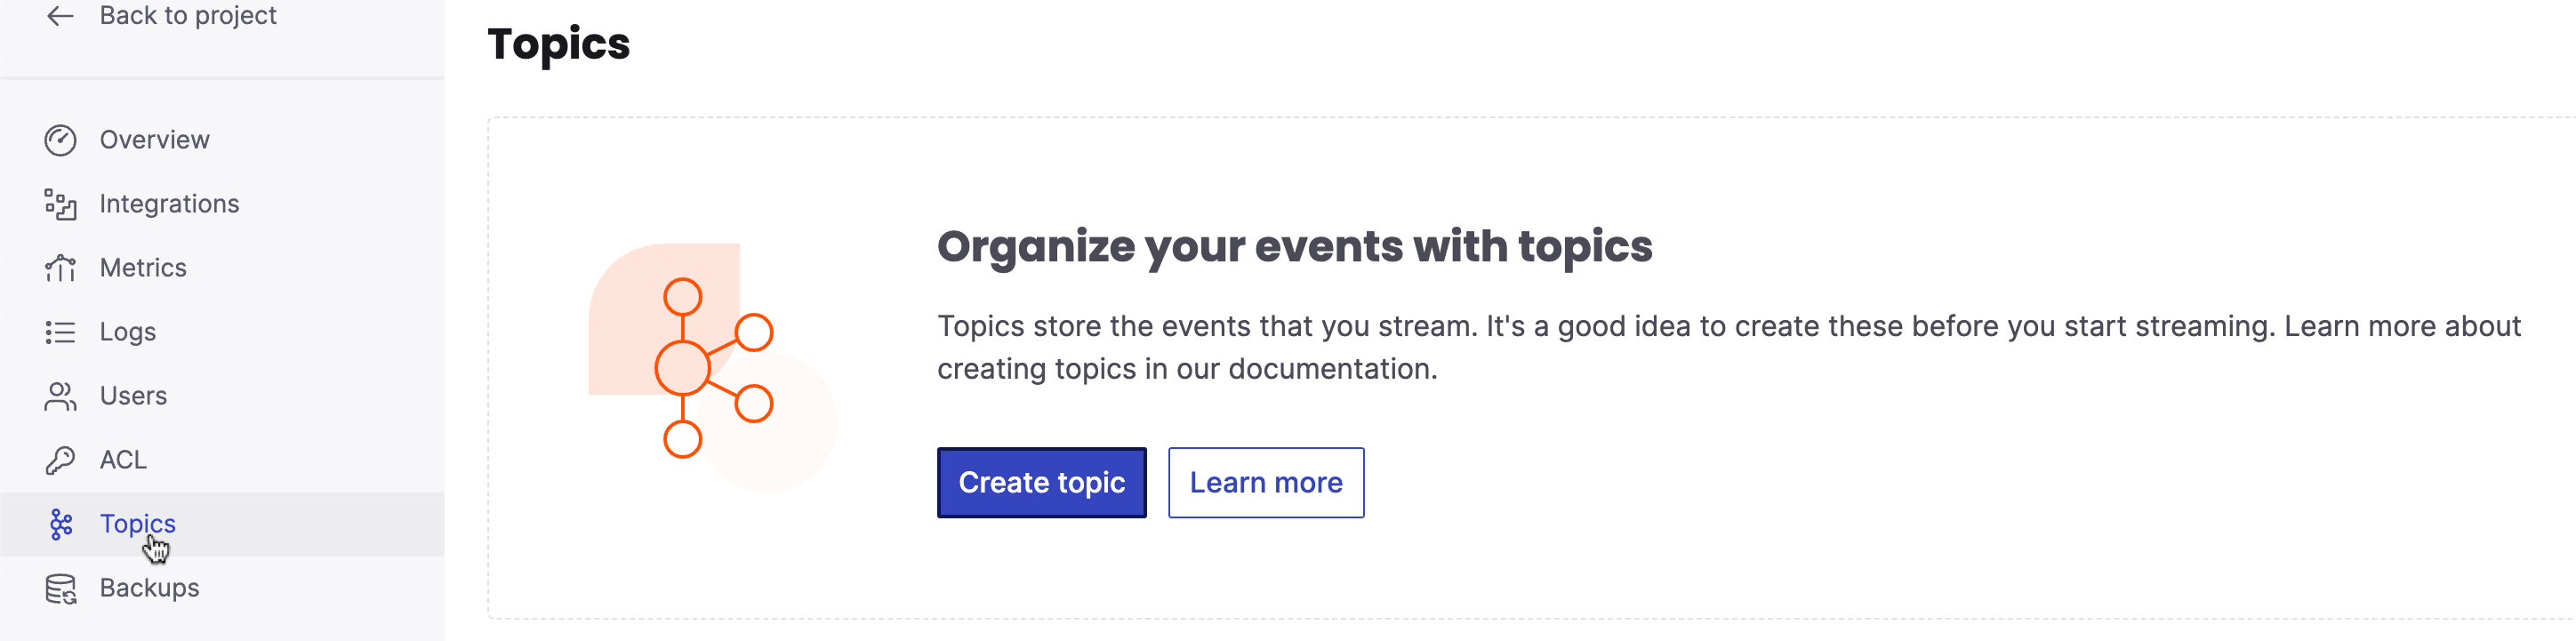 Back to project
Overview
Integrations
Metrics
Logs
Users
ACL
Topics
Backups
Topics
Organize your events with topics
Topics store the events that you stream. It's a good idea to create these before you start streaming. Learn more about
creating topics in our documentation.
Create topic
Learn more